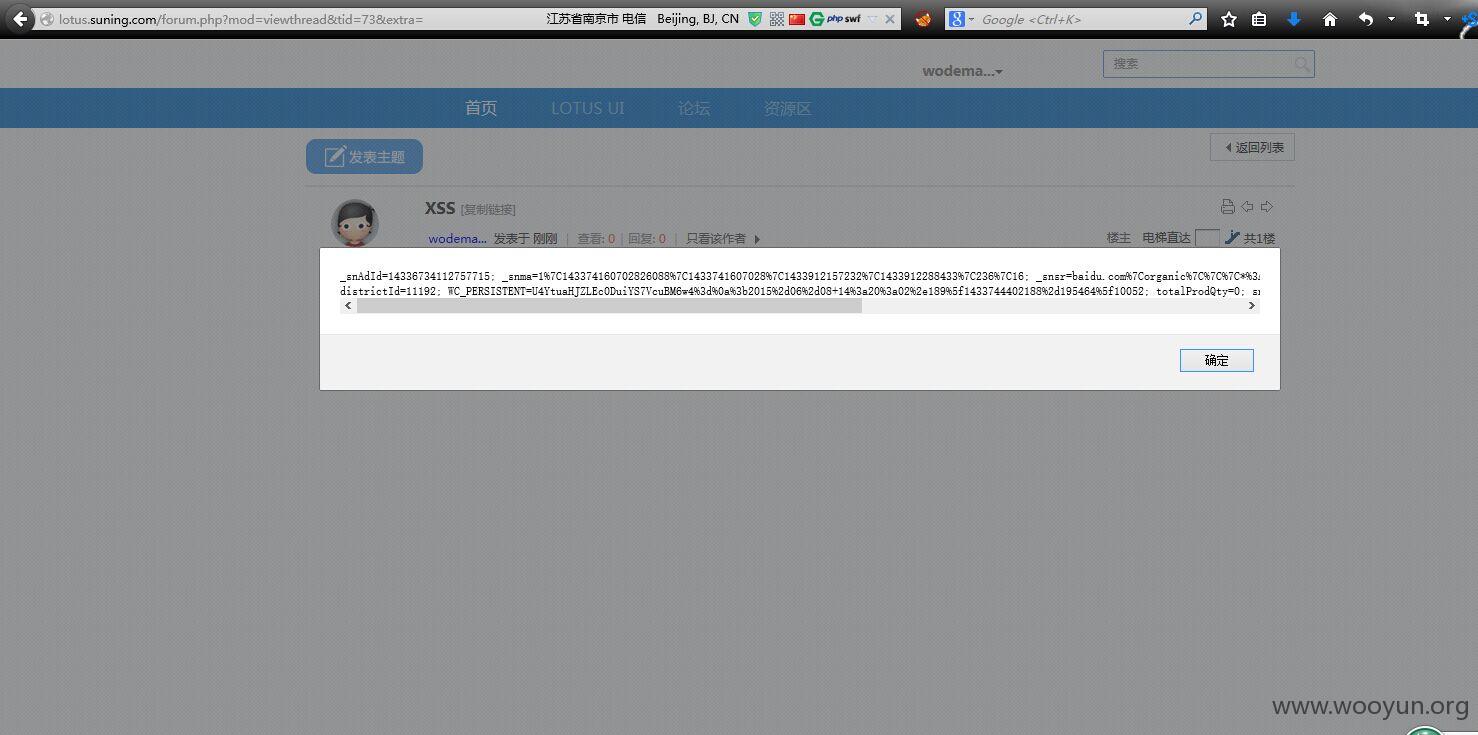 lotus.suning.com/forum.php?mod=viewthread&tid=73&extra= 江苏省南京市 电信 Beijing, BJ, CN php swf Google <Ctrl+K>
wodema... 搜索
首页 LOTUS UI 论坛 资源区
发表主题 返回列表
XSS [复制链接]
wodema... 发表于 刚刚 | 查看: 0 | 回复: 0 | 只看该作者 楼主 电梯直达 共1楼
_snAdId=14336734112757715; _snma=1%7C143374160702826088%7C1433741607028%7C1433912157232%7C1433912288433%7C236%7C16; _snsr=baidu.com%7Corganic%7C%7C%7C*%3
districtId=11192; WC_PERSISTENT=U4YtuaHJZLEc0DuiYS7VcuBM6w4%3d%0a%3b2015%2d06%2d08+14%3a20%3a02%2e189%5f1433744402188%2d195464%5f10052; totalProdQty=0;
确定
www.wooyun.org